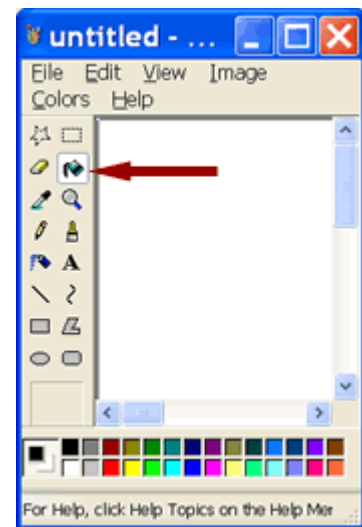 untitled - ...
File Edit View Image
Colors Help
A
For Help, click Help Topics on the Help Mer